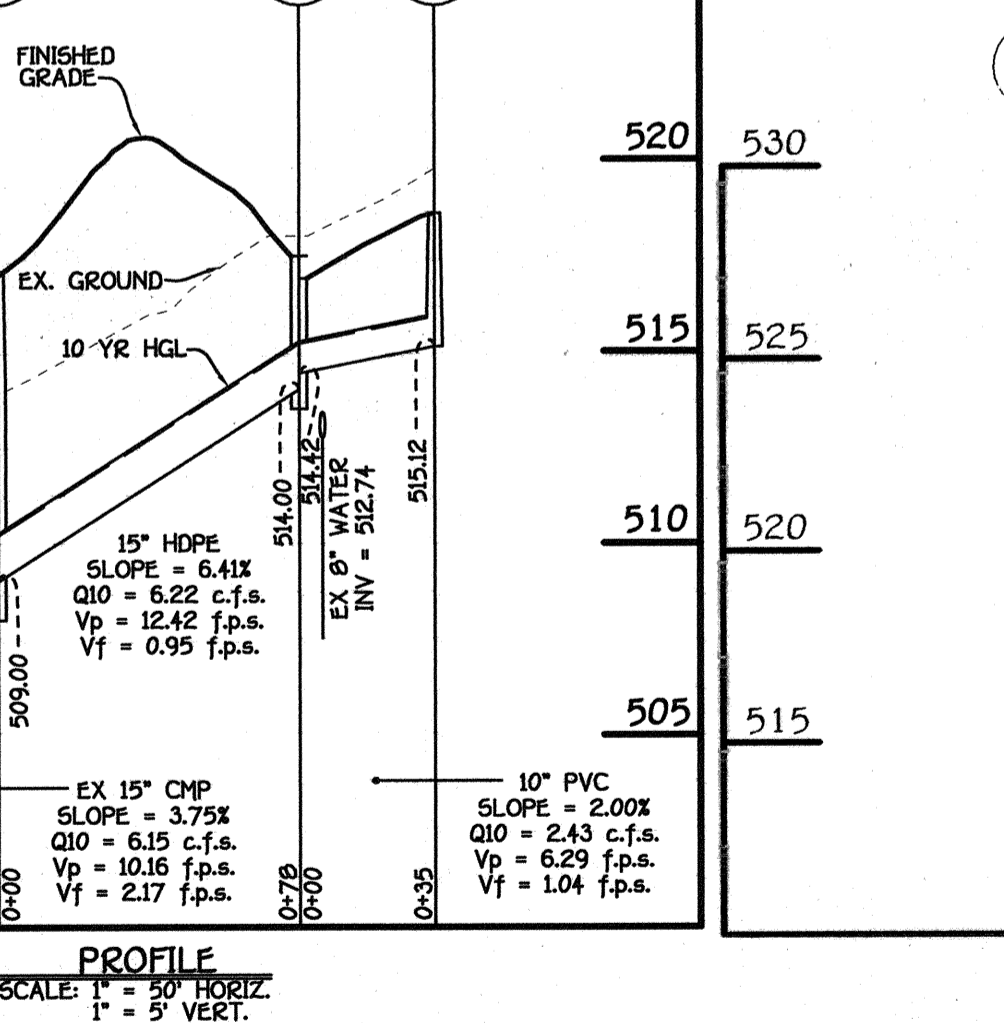 FINISHED
GRADE
EX. GROUND
10 YR HGL
520
515
510
505
530
525
520
515
514.00
514.42
515.12
509.00
EX 8" WATER
INV = 512.74
15" HDPE
SLOPE = 6.41%
Q10 = 6.22 c.f.s.
Vp = 12.42 f.p.s.
Vf = 0.95 f.p.s.
EX 15" CMP
SLOPE = 3.75%
Q10 = 6.15 c.f.s.
Vp = 10.16 f.p.s.
Vf = 2.17 f.p.s.
10" PVC
SLOPE = 2.00%
Q10 = 2.43 c.f.s.
Vp = 6.29 f.p.s.
Vf = 1.04 f.p.s.
0+00
0+78
0+00
0+35
PROFILE
SCALE: 1" = 50' HORIZ.
1" = 5' VERT.